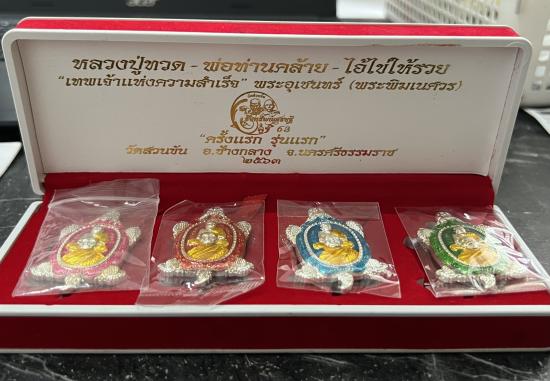 หลวงปู่ทวด - พ่อท่านคล้าย - ไอ้ไข่ให้รวย
"เทพเจ้าแห่งความสำเร็จ" พระอุเชนทร์ (พระพิฆเนศวร)
"ครั้งแรก รุ่นแรก"
วัดสวนขัน อ.ช้างกลาง จ.นครศรีธรรมราช
๒๕๖๓